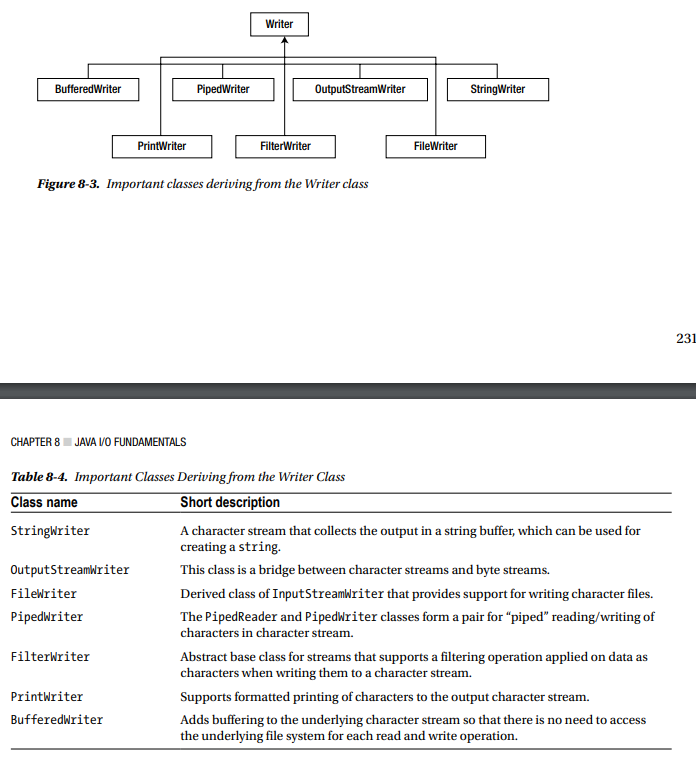 Writer
BufferedWriter PipedWriter OutputStreamWriter StringWriter
PrintWriter FilterWriter FileWriter
Figure 8-3. Important classes deriving from the Writer class
231
CHAPTER 8 JAVA I/O FUNDAMENTALS
Table 8-4. Important Classes Deriving from the Writer Class
Class name Short description
StringWriter A character stream that collects the output in a string buffer, which can be used for
creating a string.
OutputStreamWriter This class is a bridge between character streams and byte streams.
FileWriter Derived class of InputStreamWriter that provides support for writing character files.
PipedWriter The PipedReader and PipedWriter classes form a pair for “piped” reading/writing of
characters in character stream.
FilterWriter Abstract base class for streams that supports a filtering operation applied on data as
characters when writing them to a character stream.
PrintWriter Supports formatted printing of characters to the output character stream.
BufferedWriter Adds buffering to the underlying character stream so that there is no need to access
the underlying file system for each read and write operation.